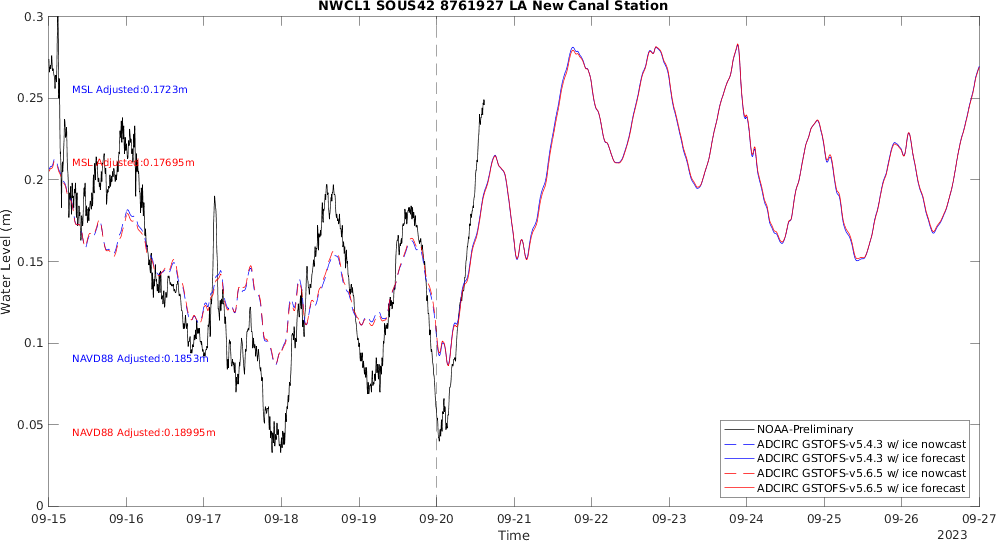 NWCL1 SOUS42 8761927 LA New Canal Station
0.3
0.25
0.2
0.15
0.1
0.05
0
Water Level (m)
MSL Adjusted:0.1723m
MSL Adjusted:0.17695m
NAVD88 Adjusted:0.1853m
NAVD88 Adjusted:0.18995m
NOAA-Preliminary
ADCIRC GSTOFS-v5.4.3 w/ ice nowcast
ADCIRC GSTOFS-v5.4.3 w/ ice forecast
ADCIRC GSTOFS-v5.6.5 w/ ice nowcast
ADCIRC GSTOFS-v5.6.5 w/ ice forecast
09-15 09-16 09-17 09-18 09-19 09-20 09-21 09-22 09-23 09-24 09-25 09-26 09-27
Time
2023